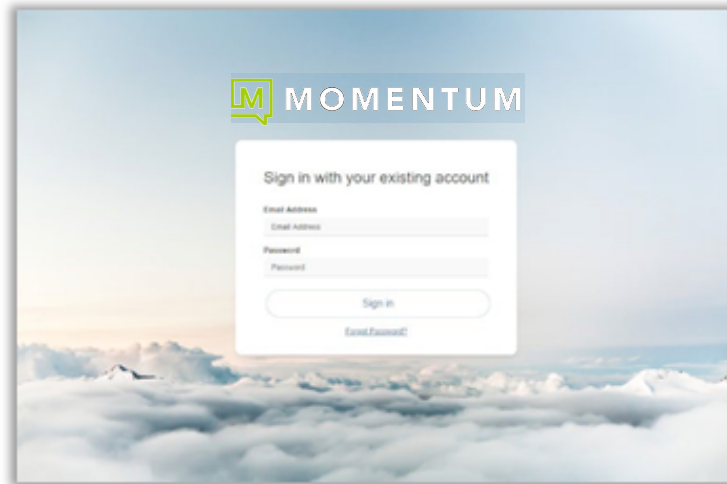 M MOMENTUM
Sign in with your existing account
Email Address
Email Address
Password
Password
Sign in
Forgot Password?